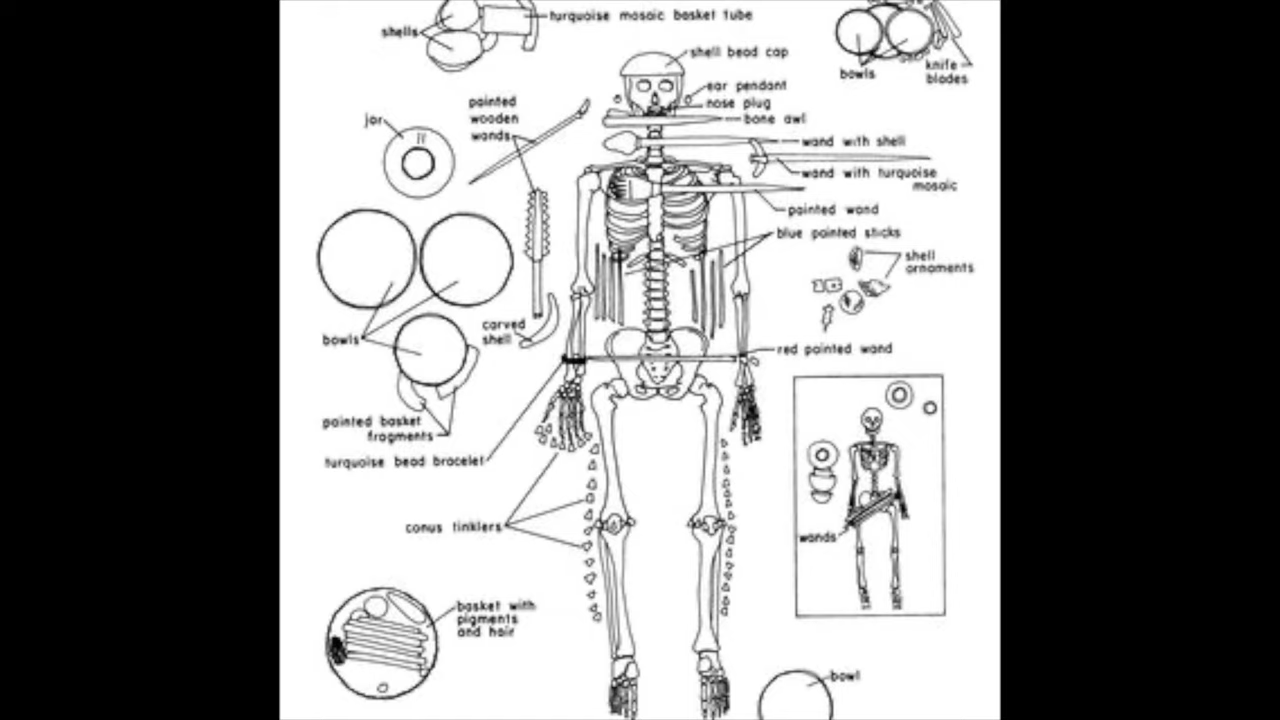 turquoise mosaic basket tube
shells
shell bead cap
bowls
knife
blades
ear pendant
nose plug
bone awl
painted
wooden
wands
jar
wand with shell
wand with turquoise
mosaic
painted wand
blue painted sticks
shell
ornaments
carved
shell
bowls
red painted wand
painted basket
fragments
turquoise bead bracelet
conus tinklers
wands
basket with
pigments
and hair
bowl